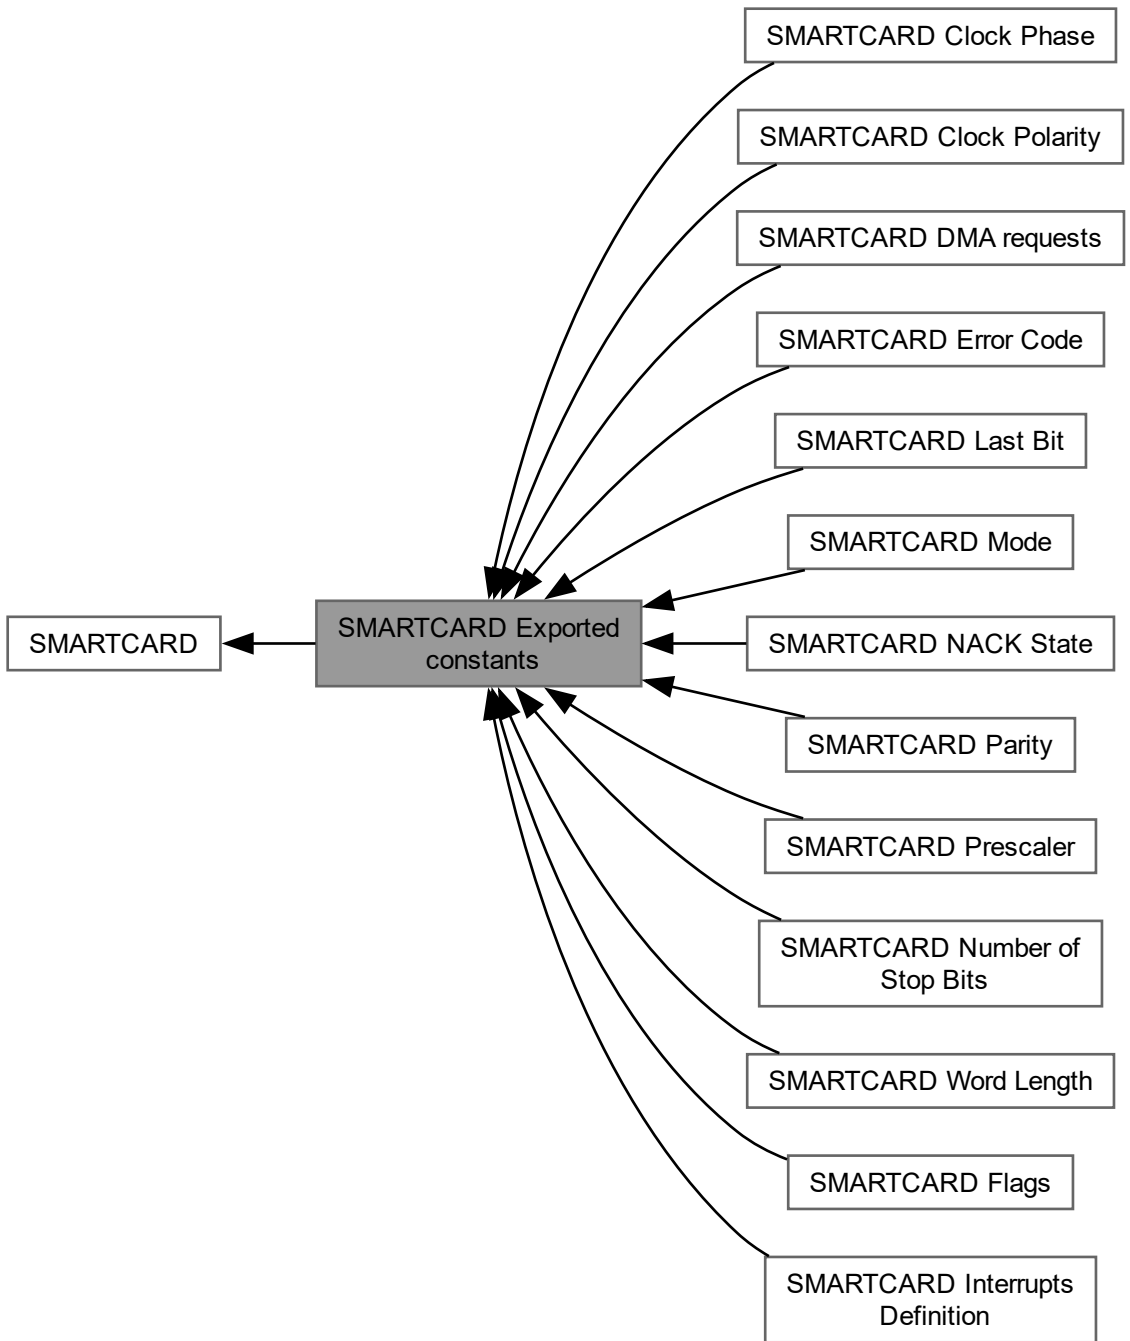 SMARTCARD Clock Phase
SMARTCARD Clock Polarity
SMARTCARD DMA requests
SMARTCARD Error Code
SMARTCARD Last Bit
SMARTCARD Mode
SMARTCARD
SMARTCARD Exported
constants
SMARTCARD NACK State
SMARTCARD Parity
SMARTCARD Prescaler
SMARTCARD Number of
Stop Bits
SMARTCARD Word Length
SMARTCARD Flags
SMARTCARD Interrupts
Definition